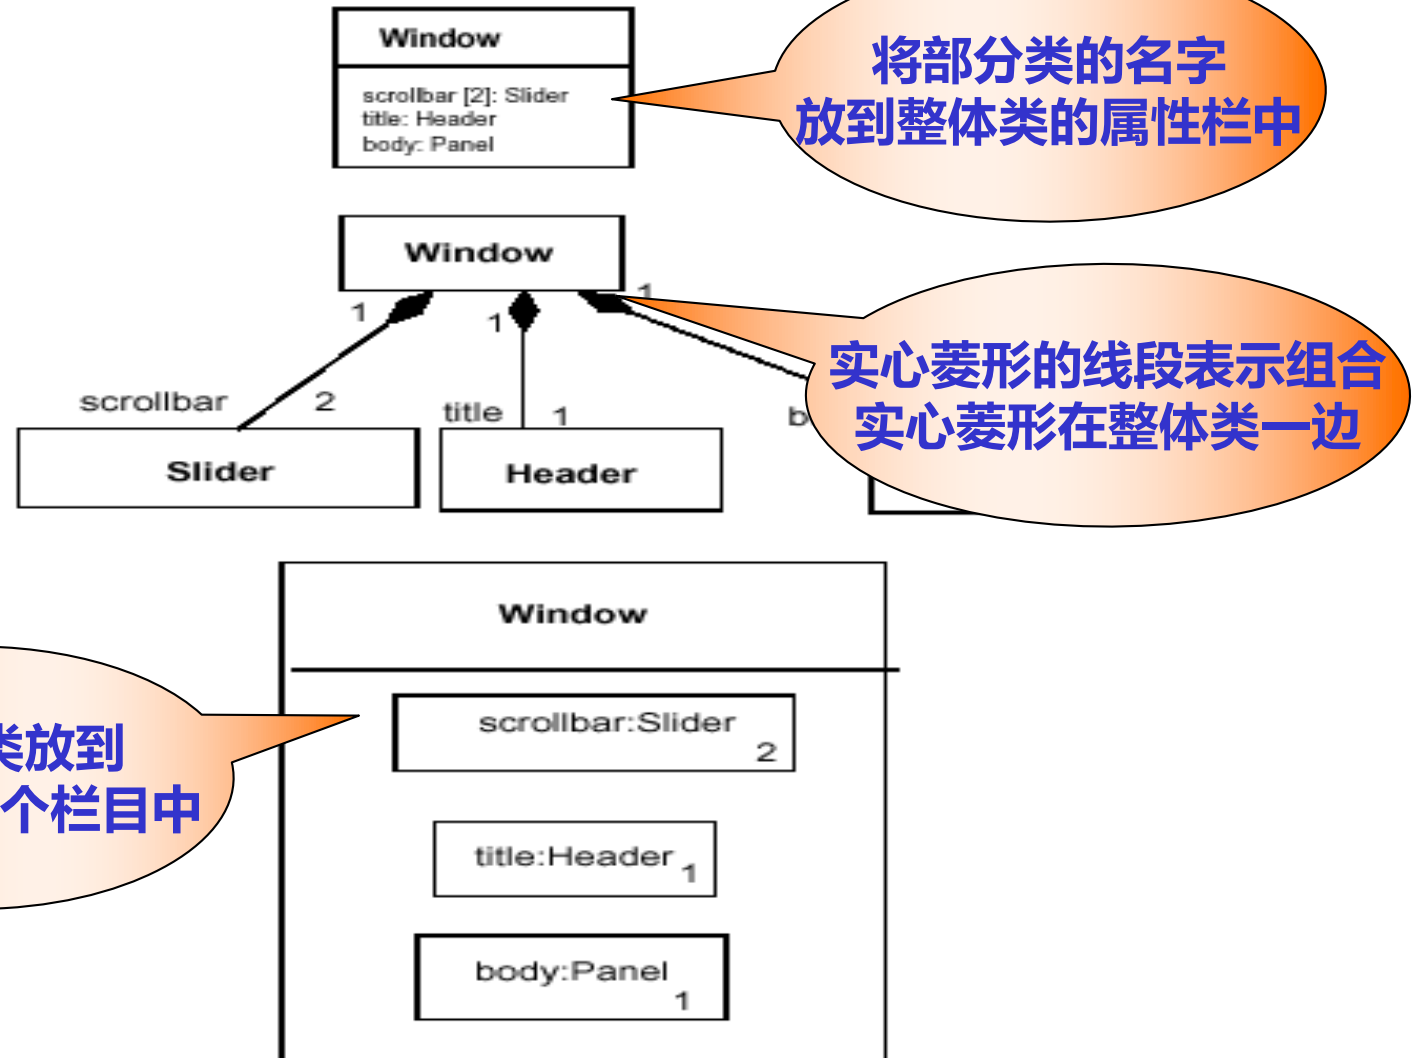 Window
scrollbar [2]: Slider
title: Header
body: Panel
将部分类的名字
放到整体类的属性栏中
Window
1
1
1
scrollbar
2
title
1
b
实心菱形的线段表示组合
实心菱形在整体类一边
Slider
Header
Window
类放到
个栏目中
scrollbar:Slider
2
title:Header
1
body:Panel
1